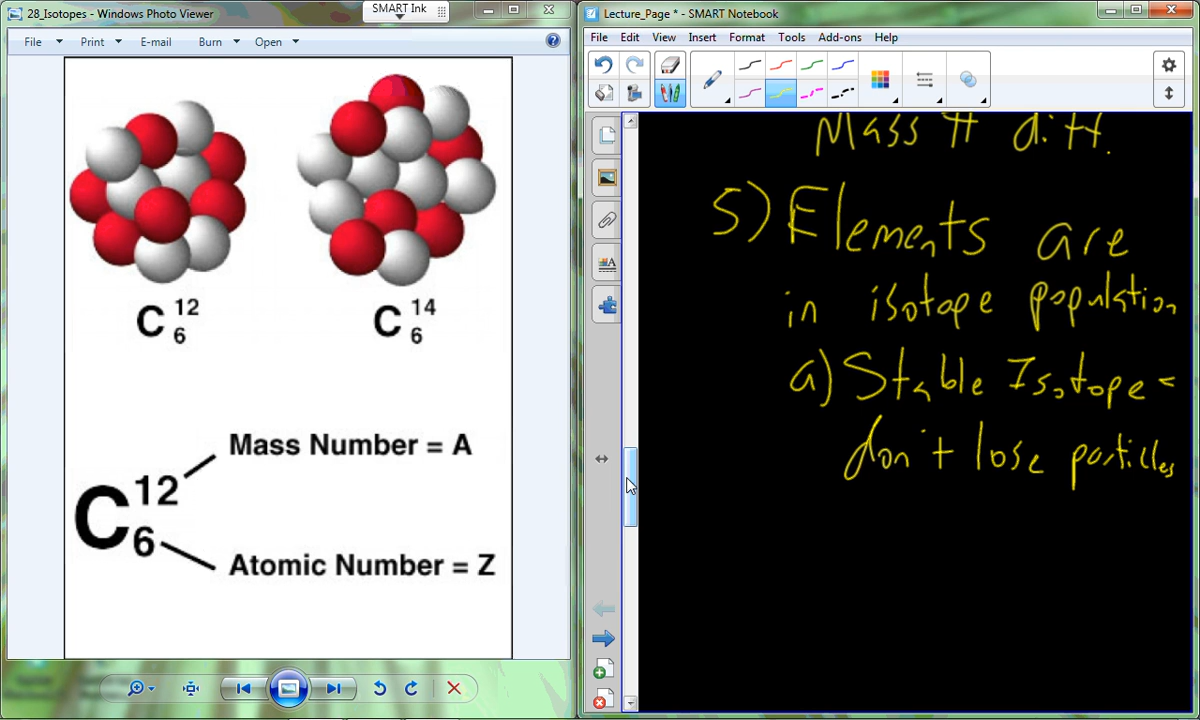 28_Isotopes - Windows Photo Viewer
SMART Ink
File Print E-mail Burn Open
C 12 6
C 14 6
Mass Number = A
C 12 6
Atomic Number = Z
Lecture_Page * - SMART Notebook
File Edit View Insert Format Tools Add-ons Help
Mass # diff.
5) Elements are
in isotope population
a) Stable Isotope =
don't lose particles